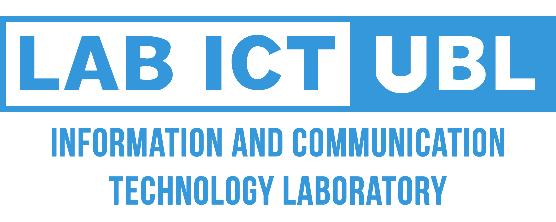 LAB ICT UBL
INFORMATION AND COMMUNICATION
TECHNOLOGY LABORATORY